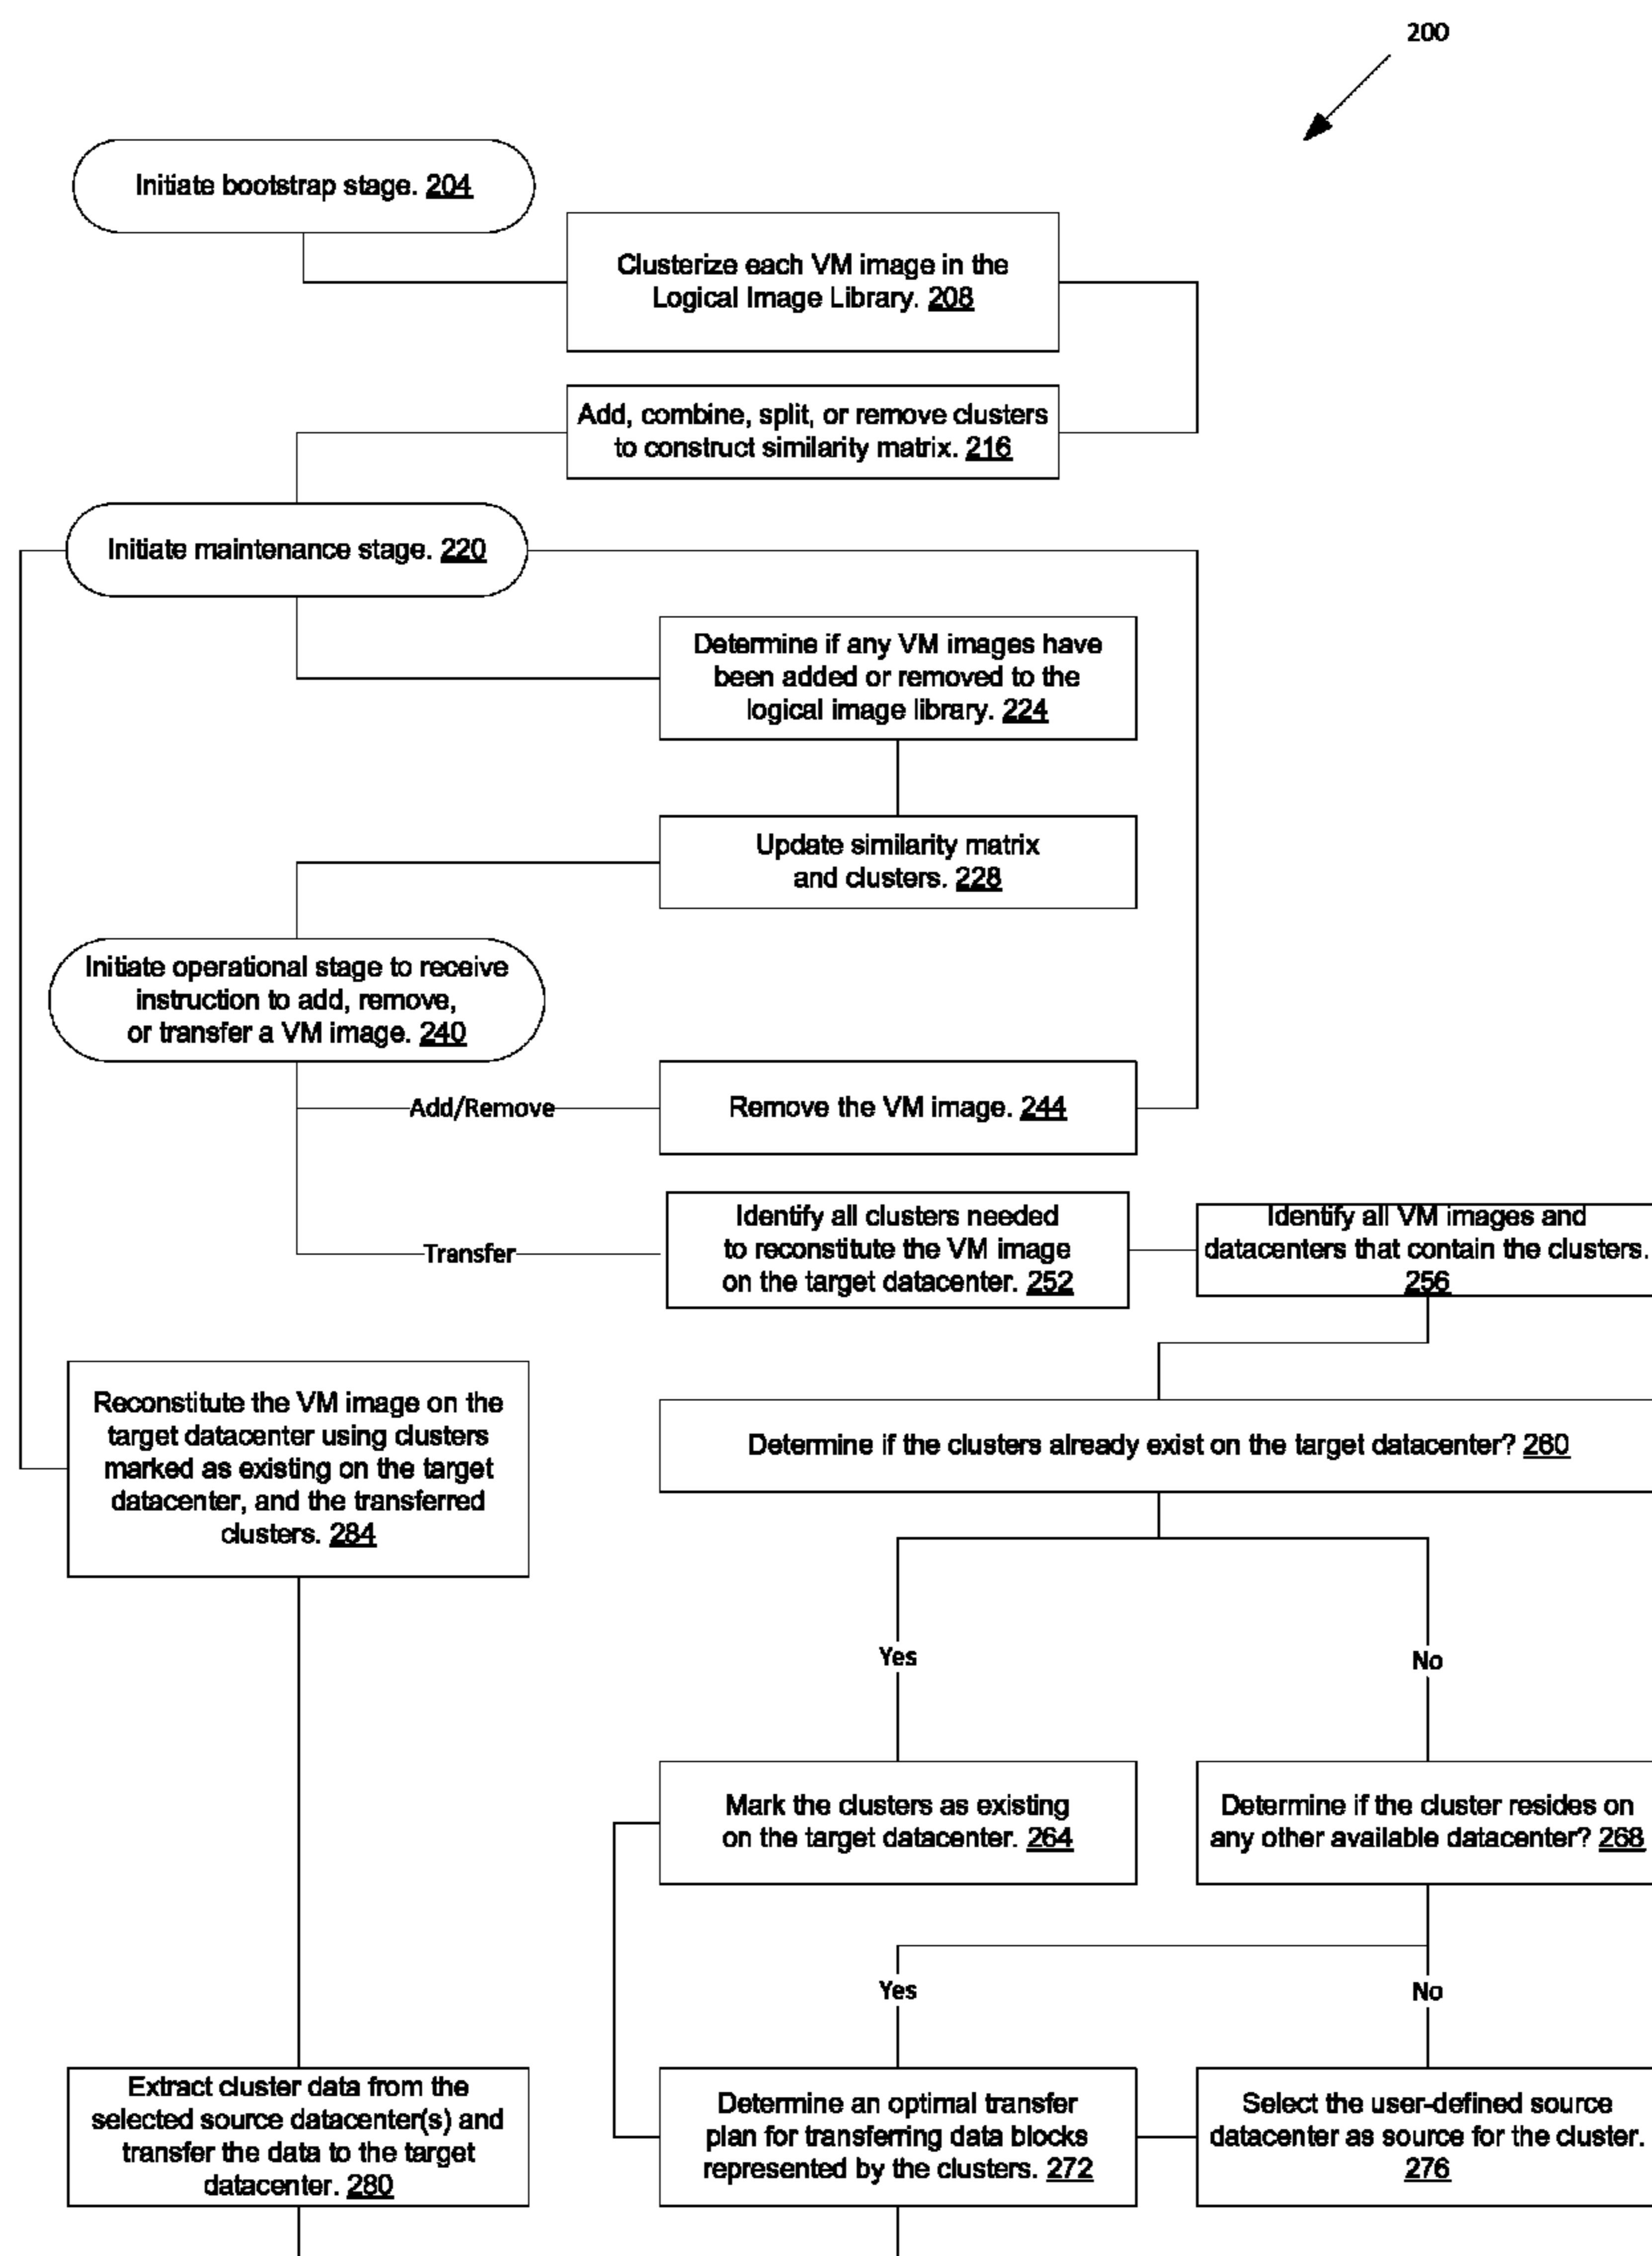 200
Initiate bootstrap stage. 204
Clusterize each VM image in the
Logical Image Library. 208
Add, combine, split, or remove clusters
to construct similarity matrix. 216
Initiate maintenance stage. 220
Determine if any VM images have
been added or removed to the
logical image library. 224
Update similarity matrix
and clusters. 228
Initiate operational stage to receive
instruction to add, remove,
or transfer a VM image. 240
Add/Remove
Remove the VM image. 244
Transfer
Identify all clusters needed
to reconstitute the VM image
on the target datacenter. 252
Identify all VM images and
datacenters that contain the clusters.
256
Reconstitute the VM image on the
target datacenter using clusters
marked as existing on the target
datacenter, and the transferred
clusters. 284
Determine if the clusters already exist on the target datacenter? 260
Yes
No
Mark the clusters as existing
on the target datacenter. 264
Determine if the cluster resides on
any other available datacenter? 268
Yes
No
Extract cluster data from the
selected source datacenter(s) and
transfer the data to the target
datacenter. 280
Determine an optimal transfer
plan for transferring data blocks
represented by the clusters. 272
Select the user-defined source
datacenter as source for the cluster.
276